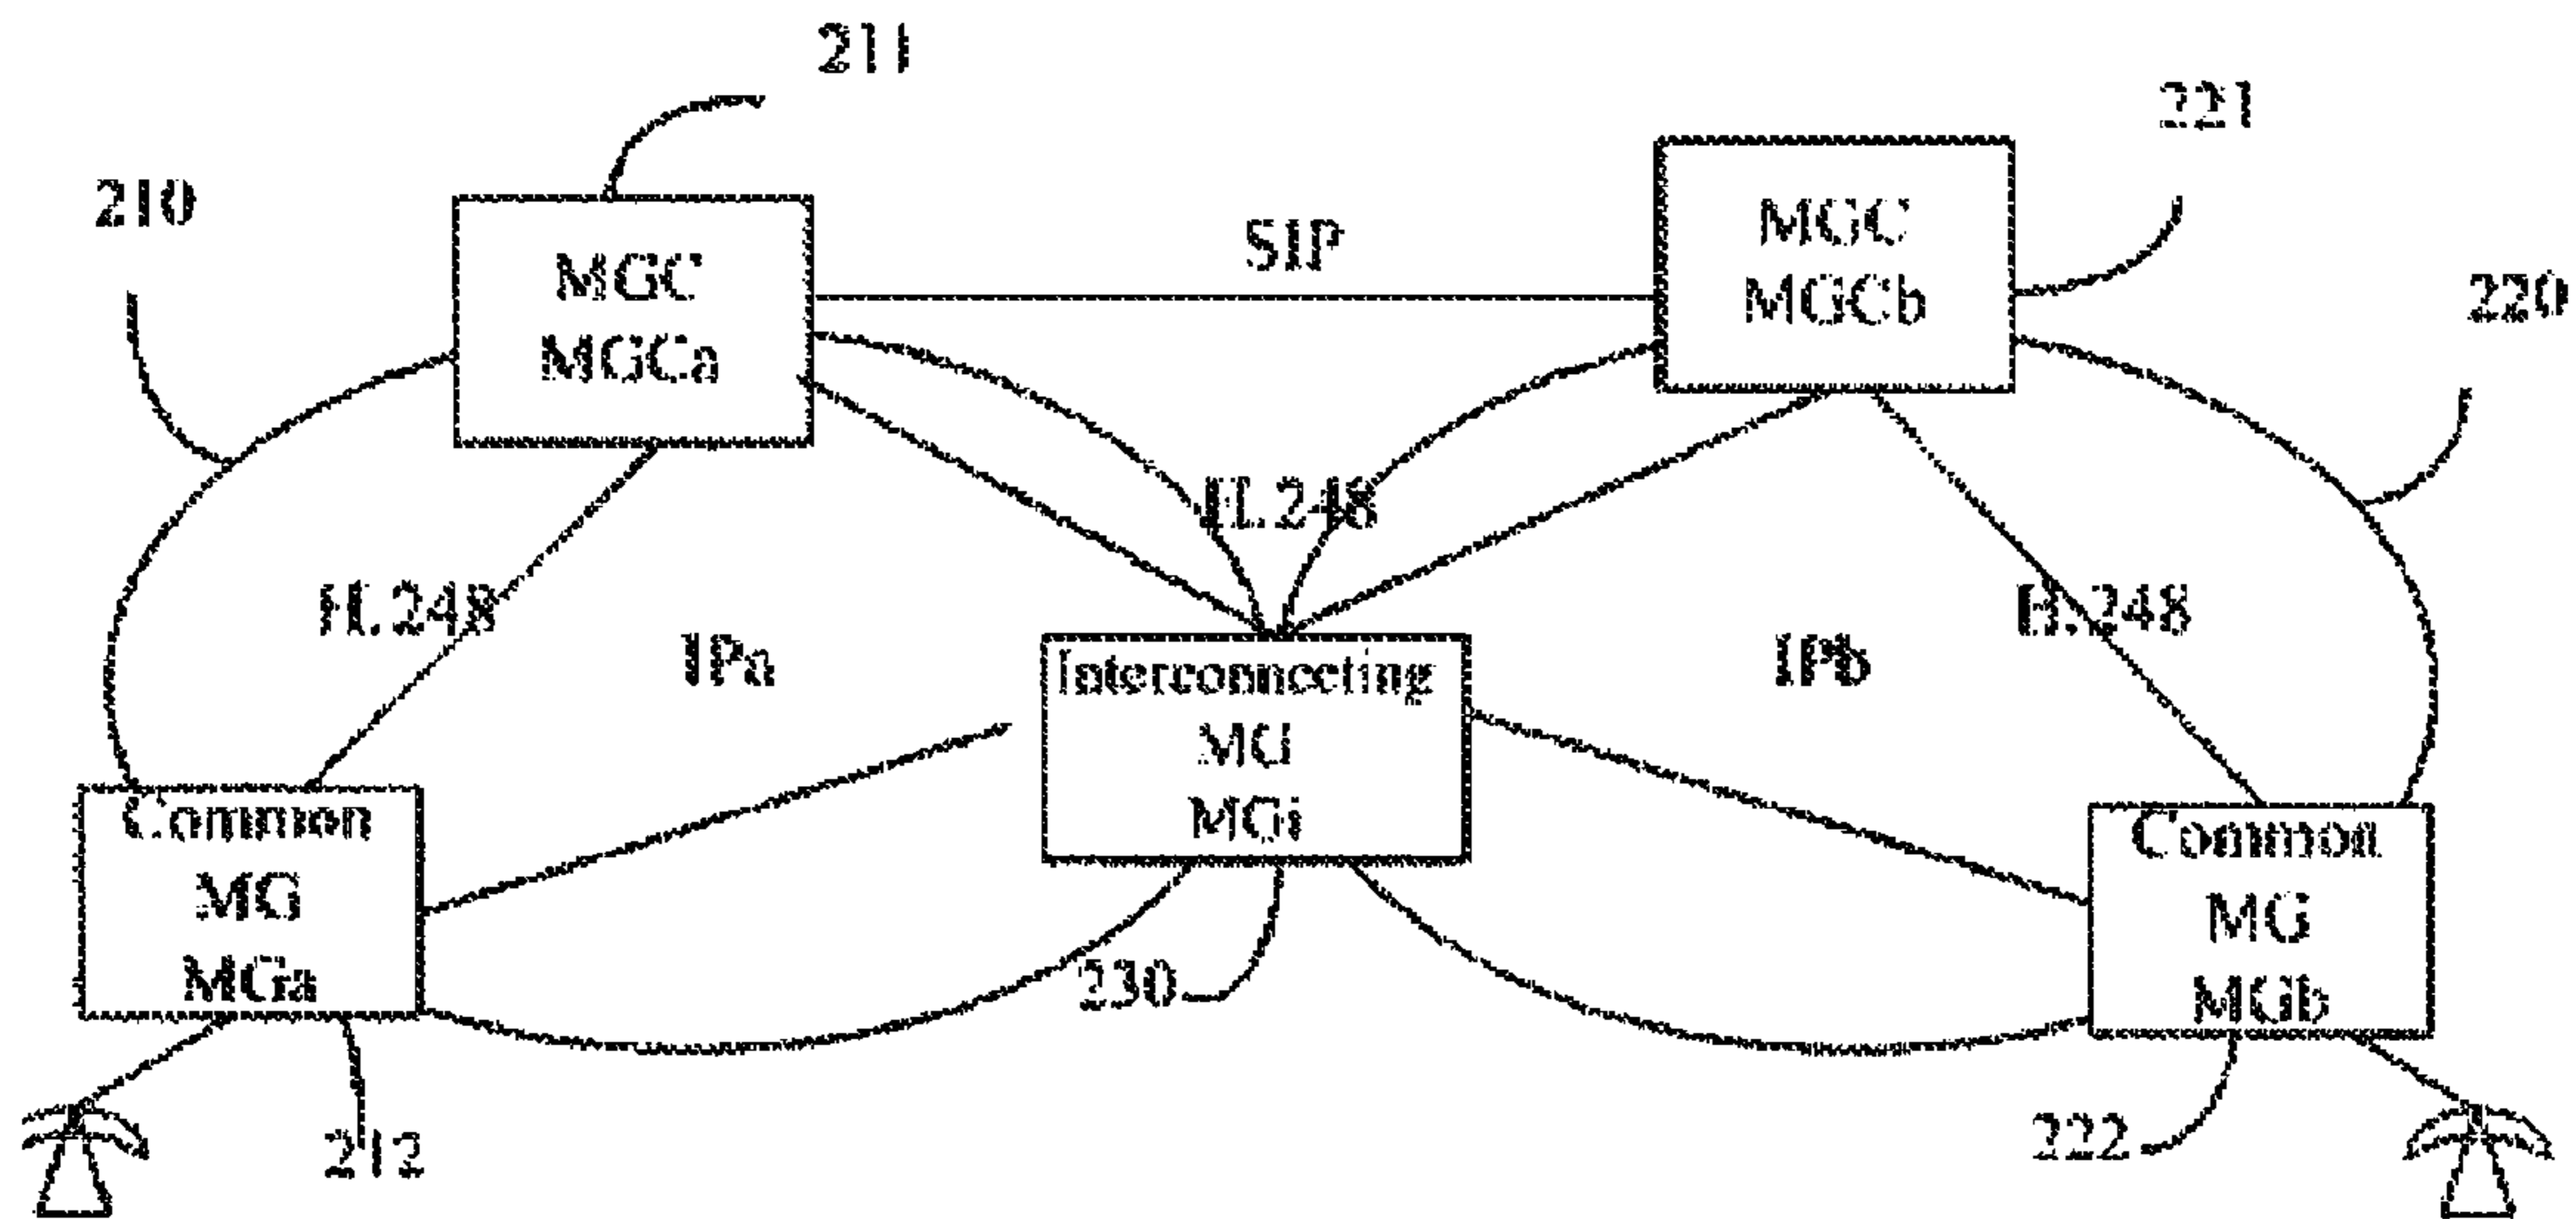 211
221
210
MGC
MGCa
SIP
MGC
MGCb
220
H.248
H.248
H.248
IPa
IPb
Interconnecting
MG
MGi
Common
MG
MGa
Common
MG
MGb
230
212
222